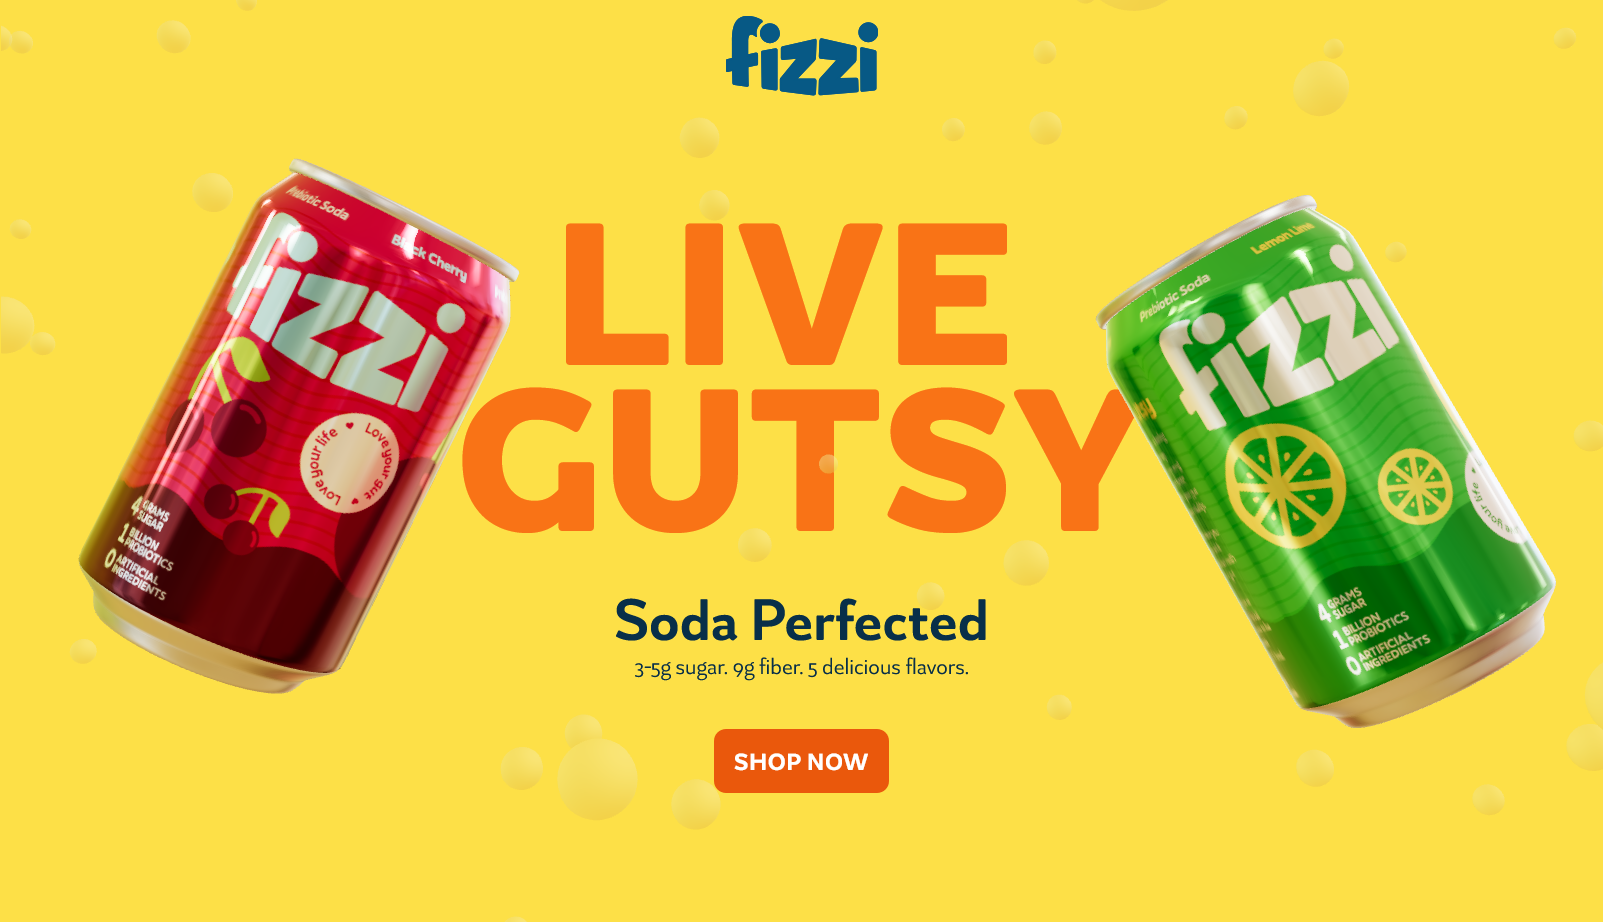 fizzi
LIVE
GUTSY
Soda Perfected
3-5g sugar. 9g fiber. 5 delicious flavors.
SHOP NOW
Prebiotic Soda
Black Cherry
fizzi
Love your life ♥ Love your gut ♥
4 GRAMS
SUGAR
1 BILLION
PROBIOTICS
0 ARTIFICIAL
INGREDIENTS
Prebiotic Soda
Lemon Lime
fizzi
your life
4 GRAMS
SUGAR
1 BILLION
PROBIOTICS
0 ARTIFICIAL
INGREDIENTS